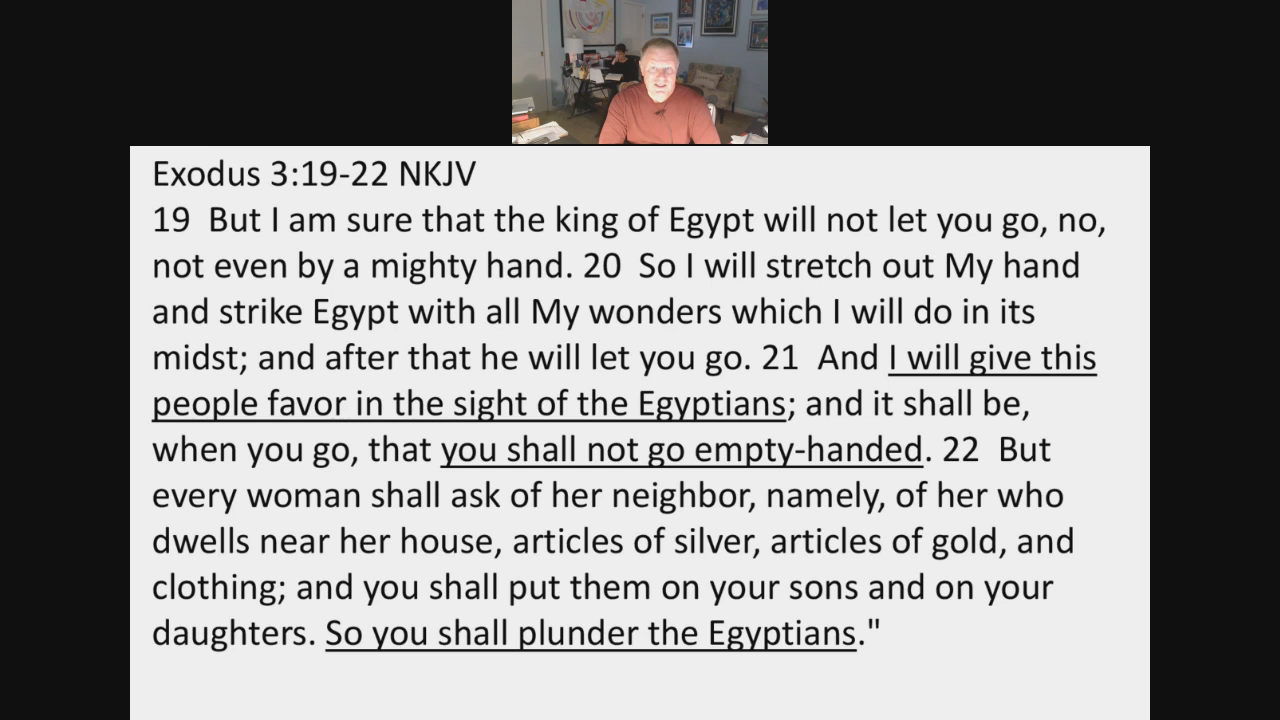 Exodus 3:19-22 NKJV
19  But I am sure that the king of Egypt will not let you go, no,
not even by a mighty hand. 20  So I will stretch out My hand
and strike Egypt with all My wonders which I will do in its
midst; and after that he will let you go. 21  And I will give this
people favor in the sight of the Egyptians; and it shall be,
when you go, that you shall not go empty-handed. 22  But
every woman shall ask of her neighbor, namely, of her who
dwells near her house, articles of silver, articles of gold, and
clothing; and you shall put them on your sons and on your
daughters. So you shall plunder the Egyptians."